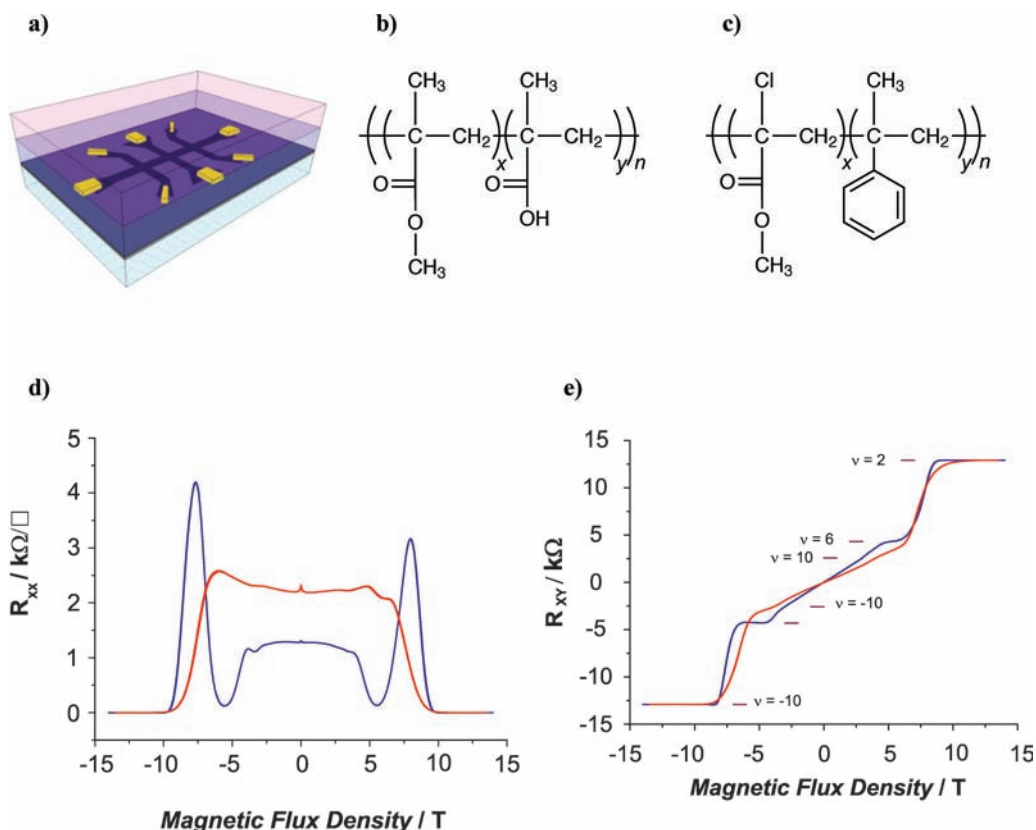 a)
b)
c)
CH₃
C
CH₂
x
O
O
CH₃
CH₃
C
CH₂
y
n
O
OH
Cl
C
CH₂
x
O
O
CH₃
CH₃
C
CH₂
y
n
d)
R_xx / kΩ/□
5
4
3
2
1
0
-15 -10 -5 0 5 10 15
Magnetic Flux Density / T
e)
R_XY / kΩ
15
10
5
0
-5
-10
-15
ν = 2
ν = 6
ν = 10
ν = -10
ν = -10
-15 -10 -5 0 5 10 15
Magnetic Flux Density / T